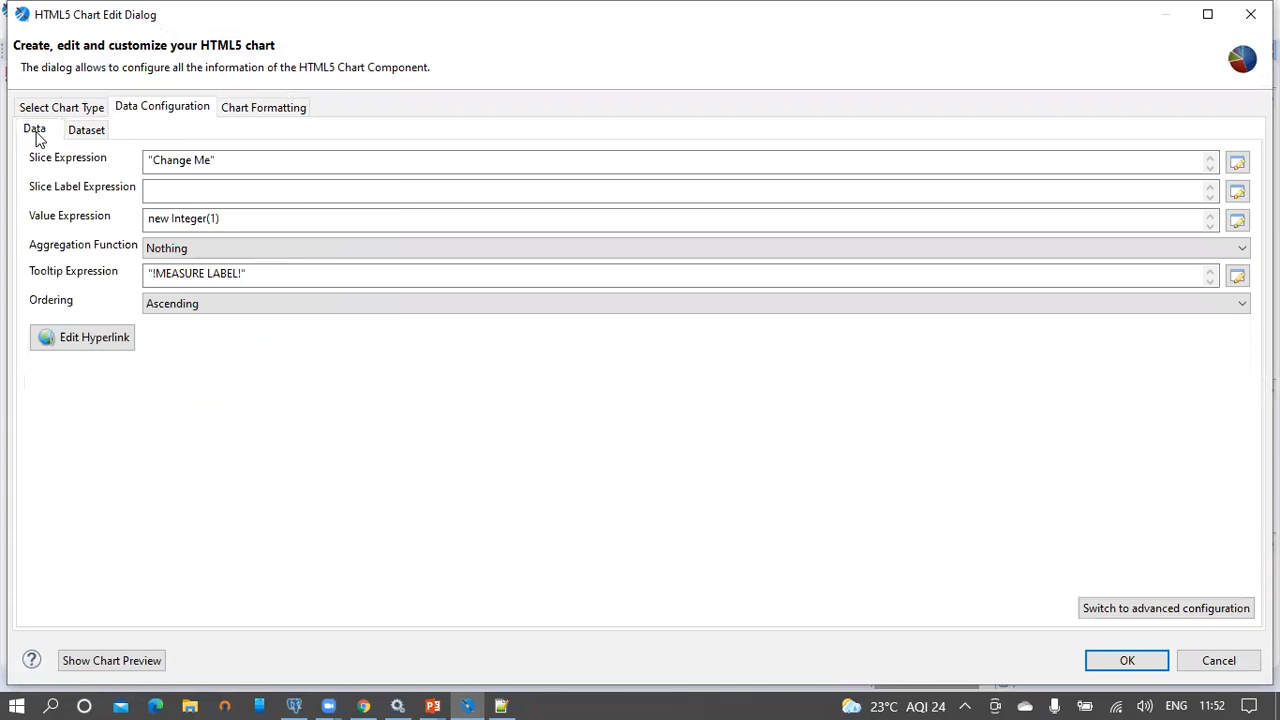 HTML5 Chart Edit Dialog
Create, edit and customize your HTML5 chart
The dialog allows to configure all the information of the HTML5 Chart Component.
Select Chart Type Data Configuration Chart Formatting
Data Dataset
Slice Expression "Change Me"
Slice Label Expression
Value Expression new Integer(1)
Aggregation Function Nothing
Tooltip Expression "!MEASURE LABEL!"
Ordering Ascending
Edit Hyperlink
Switch to advanced configuration
? Show Chart Preview OK Cancel
23°C AQI 24 ENG 11:52